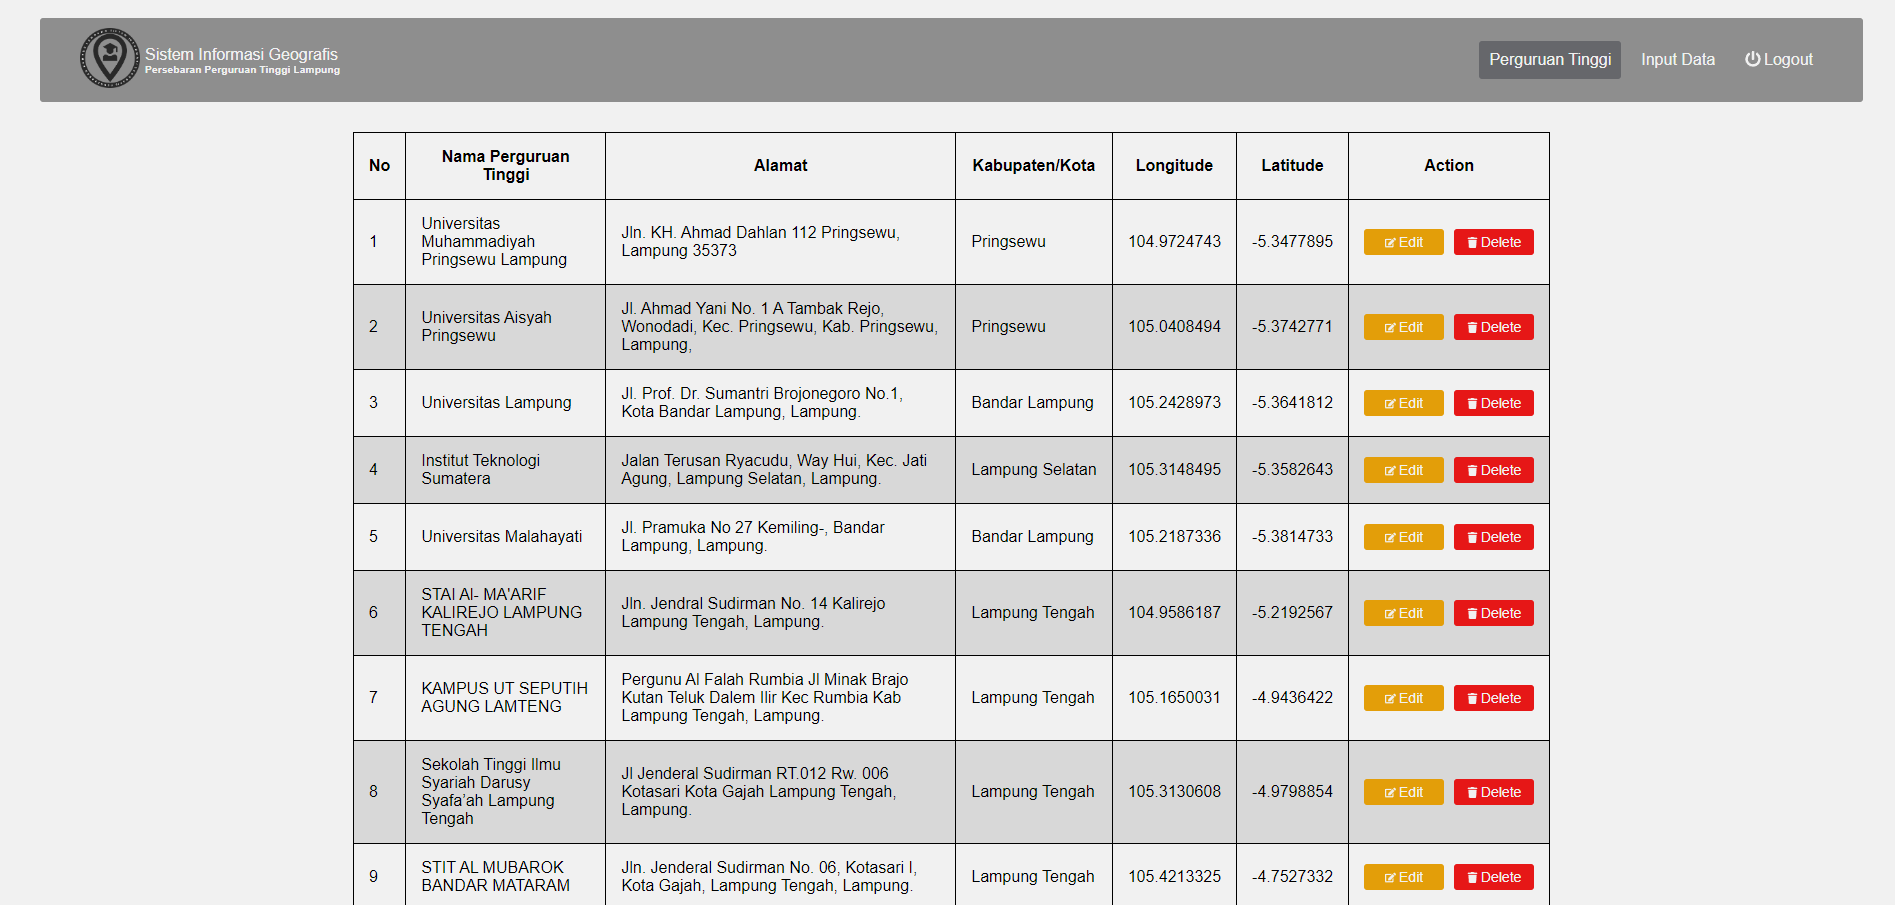 Sistem Informasi Geografis
Persebaran Perguruan Tinggi Lampung
Perguruan Tinggi
Input Data
Logout
No
Nama Perguruan
Tinggi
Alamat
Kabupaten/Kota
Longitude
Latitude
Action
1
Universitas
Muhammadiyah
Pringsewu Lampung
Jln. KH. Ahmad Dahlan 112 Pringsewu,
Lampung 35373
Pringsewu
104.9724743
-5.3477895
Edit
Delete
2
Universitas Aisyah
Pringsewu
Jl. Ahmad Yani No. 1 A Tambak Rejo,
Wonodadi, Kec. Pringsewu, Kab. Pringsewu,
Lampung,
Pringsewu
105.0408494
-5.3742771
Edit
Delete
3
Universitas Lampung
Jl. Prof. Dr. Sumantri Brojonegoro No.1,
Kota Bandar Lampung, Lampung.
Bandar Lampung
105.2428973
-5.3641812
Edit
Delete
4
Institut Teknologi
Sumatera
Jalan Terusan Ryacudu, Way Hui, Kec. Jati
Agung, Lampung Selatan, Lampung.
Lampung Selatan
105.3148495
-5.3582643
Edit
Delete
5
Universitas Malahayati
Jl. Pramuka No 27 Kemiling-, Bandar
Lampung, Lampung.
Bandar Lampung
105.2187336
-5.3814733
Edit
Delete
6
STAI Al- MA'ARIF
KALIREJO LAMPUNG
TENGAH
Jln. Jendral Sudirman No. 14 Kalirejo
Lampung Tengah, Lampung.
Lampung Tengah
104.9586187
-5.2192567
Edit
Delete
7
KAMPUS UT SEPUTIH
AGUNG LAMTENG
Pergunu Al Falah Rumbia Jl Minak Brajo
Kutan Teluk Dalem Ilir Kec Rumbia Kab
Lampung Tengah, Lampung.
Lampung Tengah
105.1650031
-4.9436422
Edit
Delete
8
Sekolah Tinggi Ilmu
Syariah Darusy
Syafa'ah Lampung
Tengah
Jl Jenderal Sudirman RT.012 Rw. 006
Kotasari Kota Gajah Lampung Tengah,
Lampung.
Lampung Tengah
105.3130608
-4.9798854
Edit
Delete
9
STIT AL MUBAROK
BANDAR MATARAM
Jln. Jenderal Sudirman No. 06, Kotasari I,
Kota Gajah, Lampung Tengah, Lampung.
Lampung Tengah
105.4213325
-4.7527332
Edit
Delete